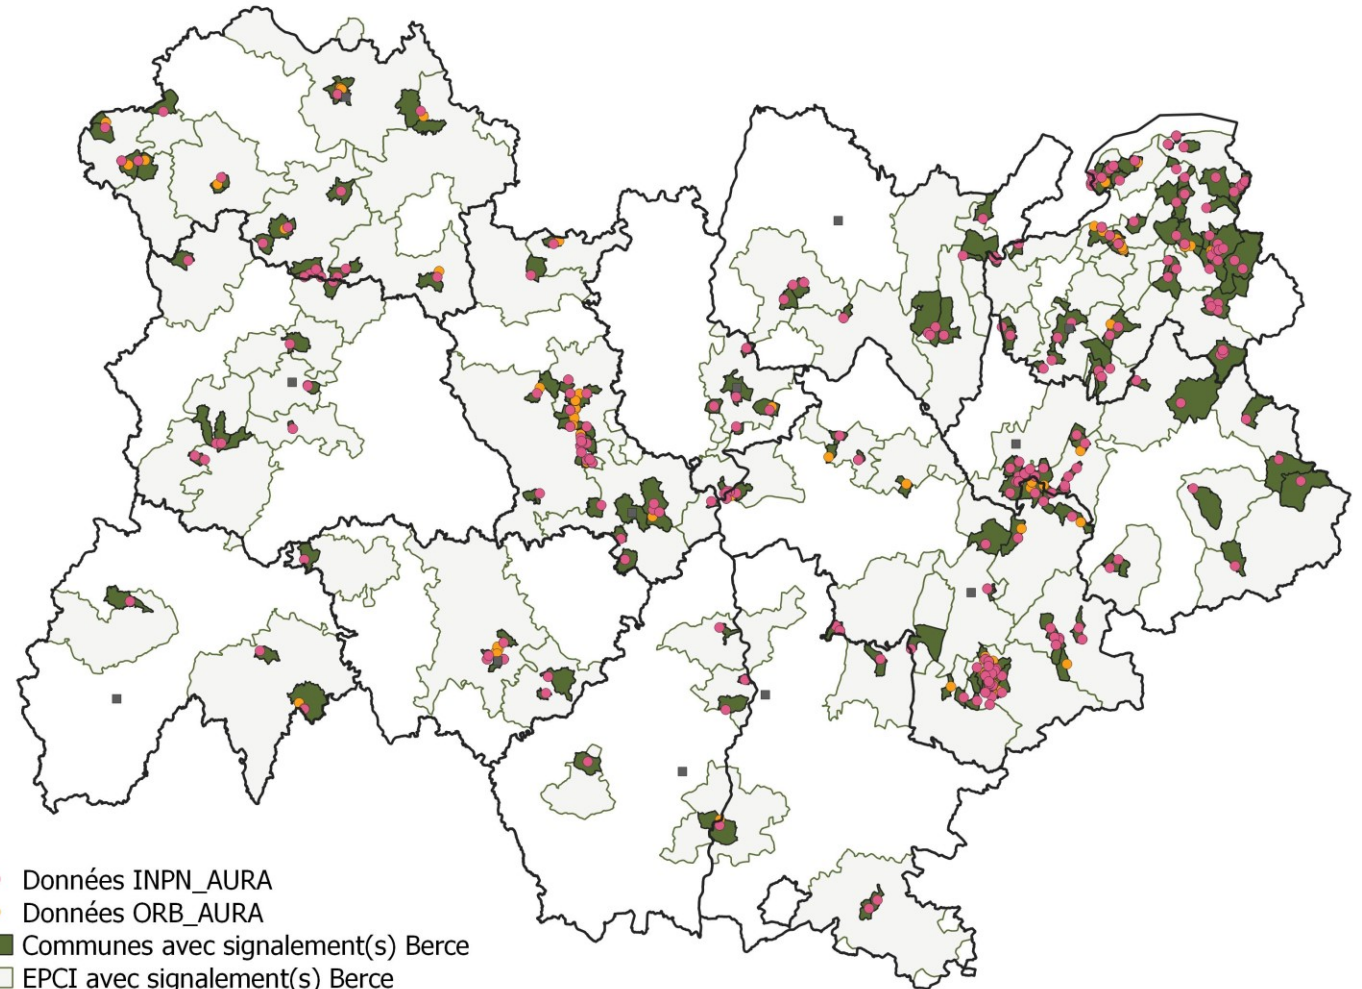 Données INPN_AURA
Données ORB_AURA
Communes avec signalement(s) Berce
EPCI avec signalement(s) Berce